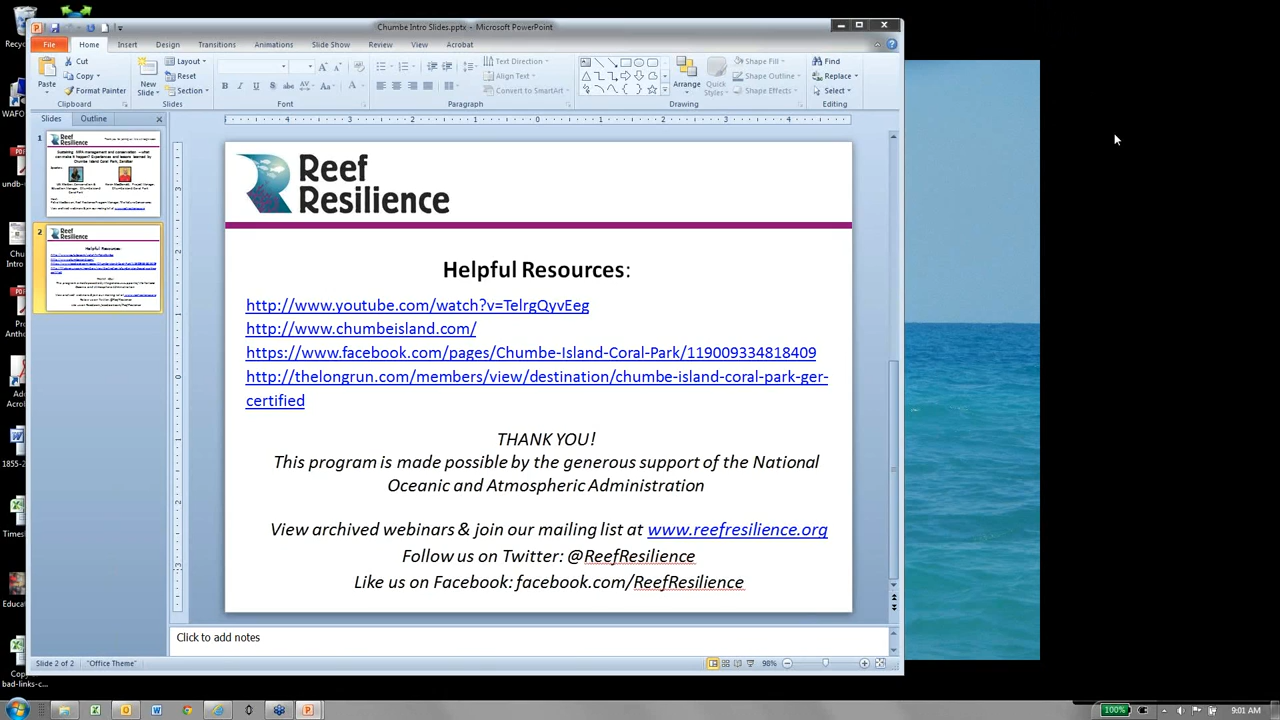 Chumbe Intro Slides.pptx - Microsoft PowerPoint
File Home Insert Design Transitions Animations Slide Show Review View Acrobat
Cut
Copy
Format Painter
Paste
Clipboard
New Slide
Layout
Reset
Section
Slides
Font
Paragraph
Text Direction
Align Text
Convert to SmartArt
Arrange
Quick Styles
Shape Fill
Shape Outline
Shape Effects
Drawing
Find
Replace
Select
Editing
Slides Outline
1
2
Reef
Resilience
Helpful Resources:
http://www.youtube.com/watch?v=TelrgQyvEeg
http://www.chumbeisland.com/
https://www.facebook.com/pages/Chumbe-Island-Coral-Park/119009334818409
http://thelongrun.com/members/view/destination/chumbe-island-coral-park-ger-
certified
THANK YOU!
This program is made possible by the generous support of the National
Oceanic and Atmospheric Administration
View archived webinars & join our mailing list at www.reefresilience.org
Follow us on Twitter: @ReefResilience
Like us on Facebook: facebook.com/ReefResilience
Click to add notes
Slide 2 of 2 "Office Theme" 98%
100% 9:01 AM